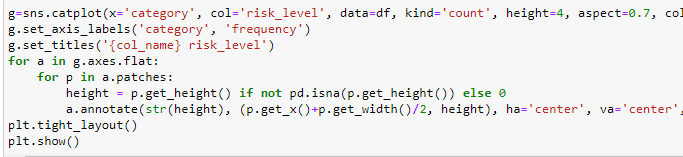 g=sns.catplot(x='category', col='risk_level', data=df, kind='count', height=4, aspect=0.7, col
g.set_axis_labels('category', 'frequency')
g.set_titles('{col_name} risk_level')
for a in g.axes.flat:
    for p in a.patches:
        height = p.get_height() if not pd.isna(p.get_height()) else 0
        a.annotate(str(height), (p.get_x()+p.get_width()/2, height), ha='center', va='center',
plt.tight_layout()
plt.show()